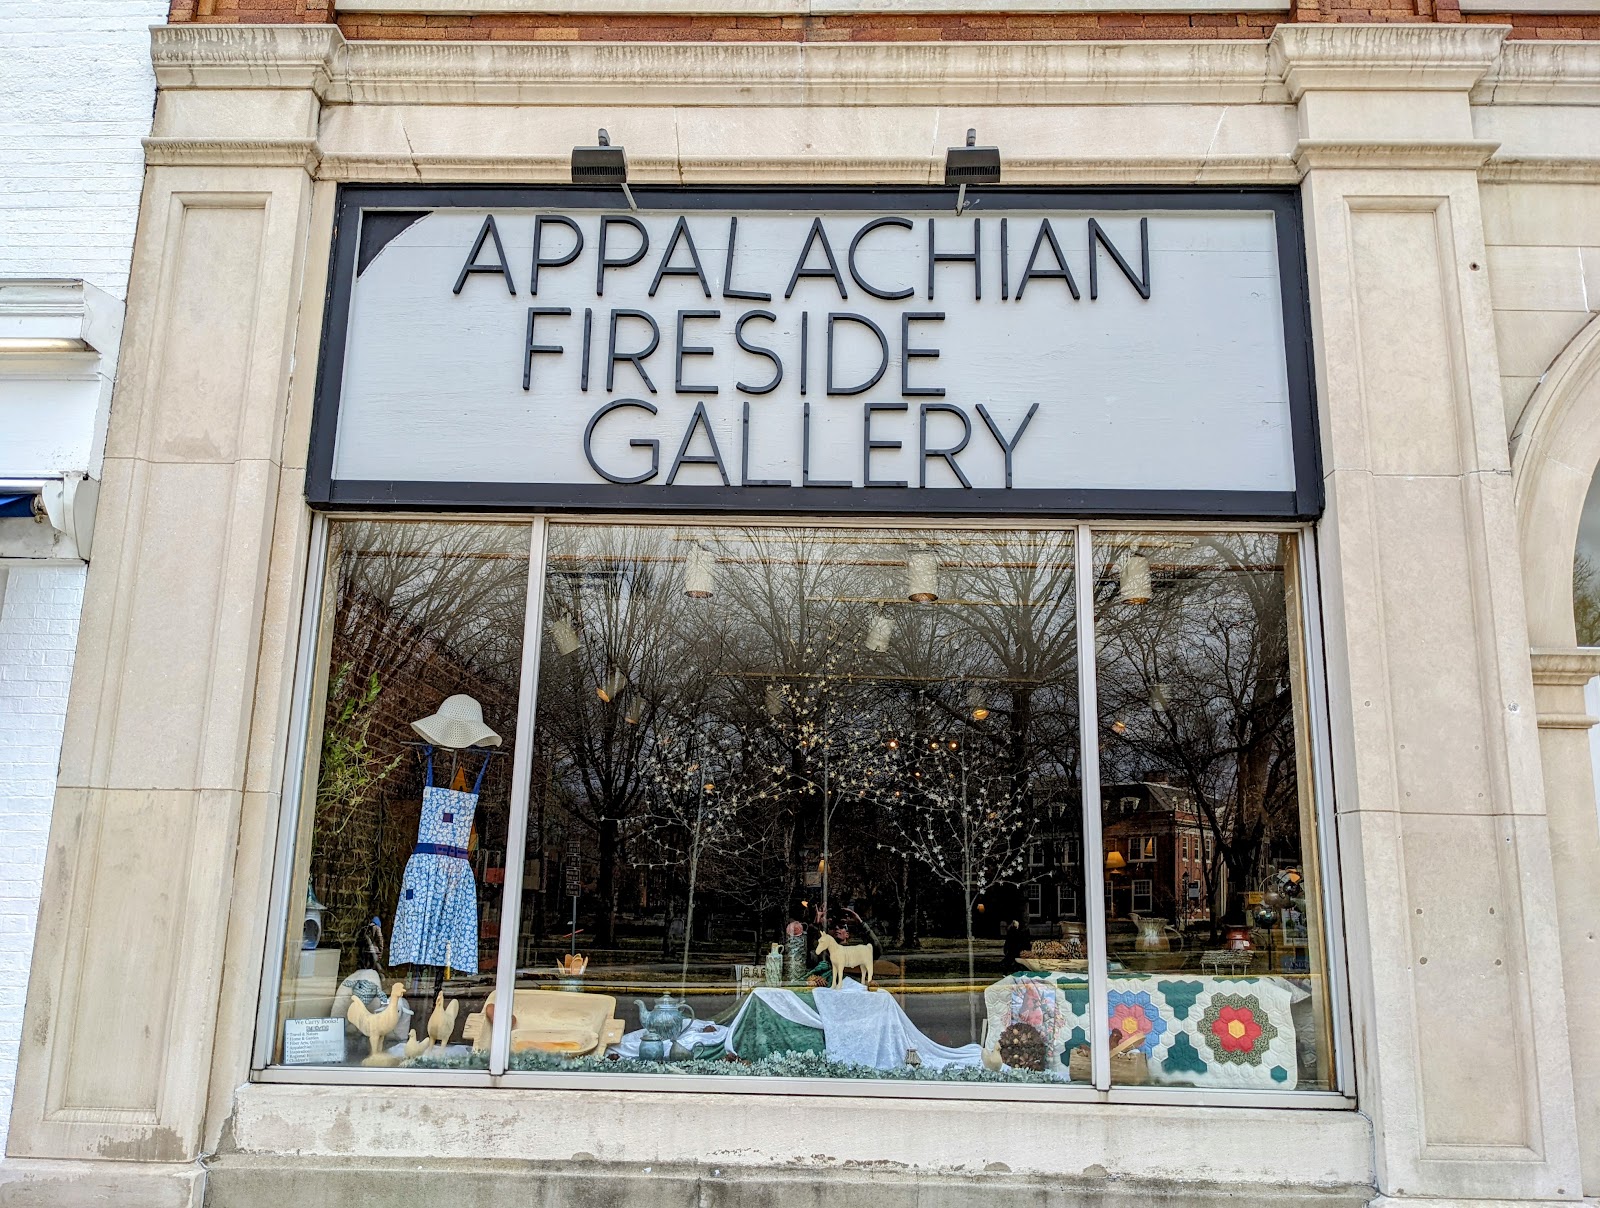 APPALACHIAN
FIRESIDE
GALLERY
We Carry Books!